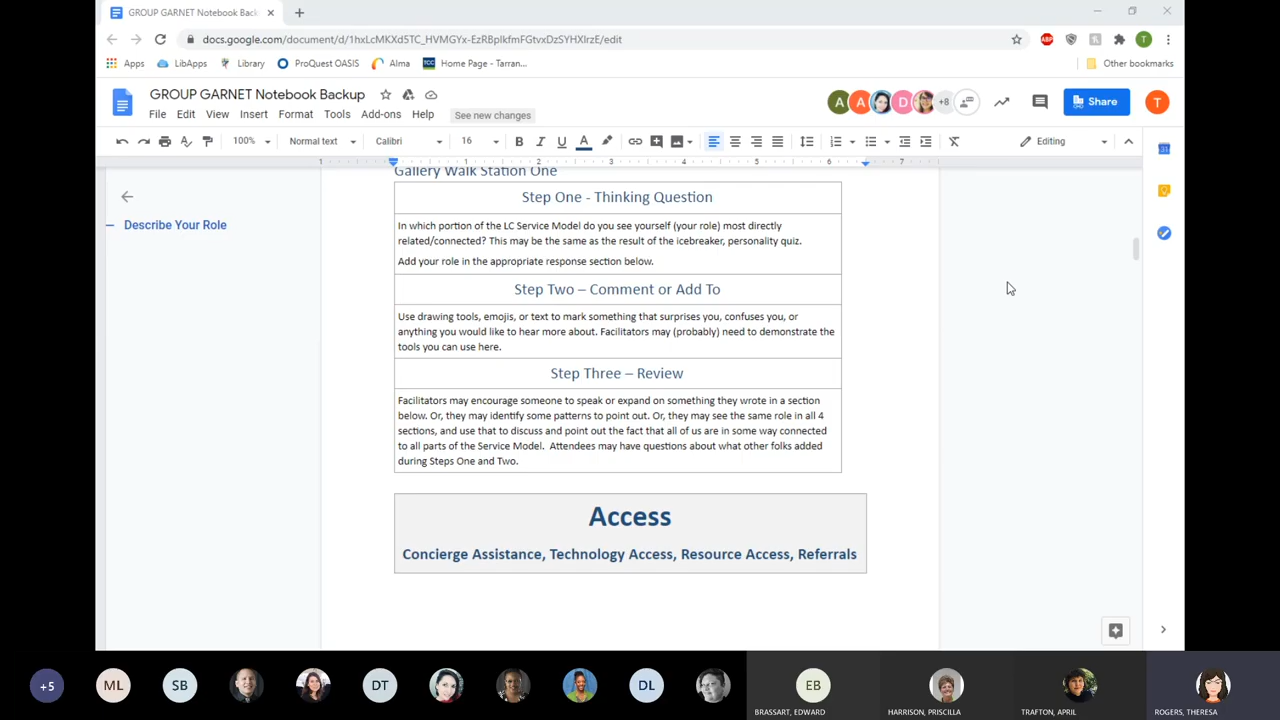 GROUP GARNET Notebook Back
docs.google.com/document/d/1hxLcMKXd5TC_HVMGYx-EzRBplkfmFGtvxDzSYHXlrzE/edit
ABP
T
Apps
LibApps
Library
ProQuest OASIS
Alma
TCC
Home Page - Tarran...
Other bookmarks
GROUP GARNET Notebook Backup
A
A
D
+8
Share
T
File
Edit
View
Insert
Format
Tools
Add-ons
Help
See new changes
100%
Normal text
Calibri
16
B
I
U
A
Editing
1
1
2
3
4
5
6
7
31
Describe Your Role
Gallery Walk Station One
Step One - Thinking Question
In which portion of the LC Service Model do you see yourself (your role) most directly
related/connected? This may be the same as the result of the icebreaker, personality quiz.
Add your role in the appropriate response section below.
Step Two – Comment or Add To
Use drawing tools, emojis, or text to mark something that surprises you, confuses you, or
anything you would like to hear more about. Facilitators may (probably) need to demonstrate the
tools you can use here.
Step Three – Review
Facilitators may encourage someone to speak or expand on something they wrote in a section
below. Or, they may identify some patterns to point out. Or, they may see the same role in all 4
sections, and use that to discuss and point out the fact that all of us are in some way connected
to all parts of the Service Model.  Attendees may have questions about what other folks added
during Steps One and Two.
Access
Concierge Assistance, Technology Access, Resource Access, Referrals
+5
ML
SB
DT
DL
EB
BRASSART, EDWARD
HARRISON, PRISCILLA
TRAFTON, APRIL
ROGERS, THERESA